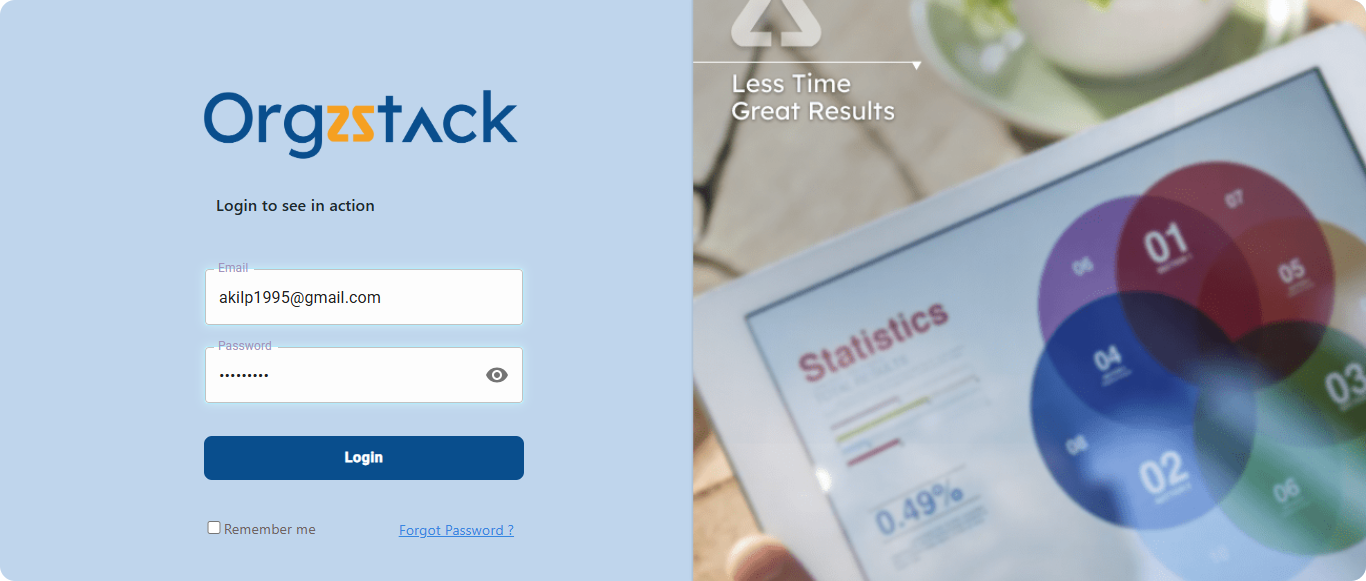 Orgzstack
Login to see in action
Email
akilp1995@gmail.com
Password
•••••••••
Login
Remember me
Forgot Password ?
Less Time
Great Results
Statistics
0.49%
07
01
06
05
04
03
08
02
06